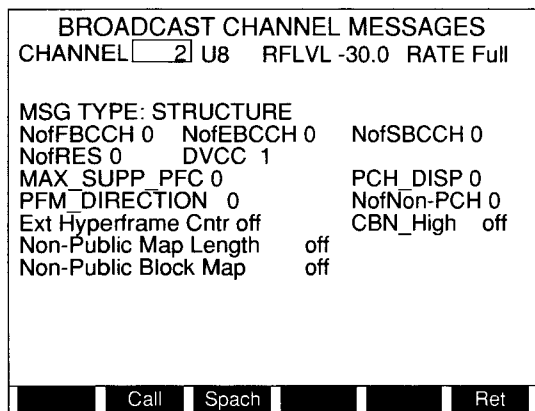 BROADCAST CHANNEL MESSAGES
CHANNEL 2 U8 RFLVL -30.0 RATE Full
MSG TYPE: STRUCTURE
NofFBCCH 0 NofEBCCH 0 NofSBCCH 0
NofRES 0 DVCC 1
MAX_SUPP_PFC 0 PCH_DISP 0
PFM_DIRECTION 0 NofNon-PCH 0
Ext Hyperframe Cntr off CBN_High off
Non-Public Map Length off
Non-Public Block Map off
Call Spach Ret